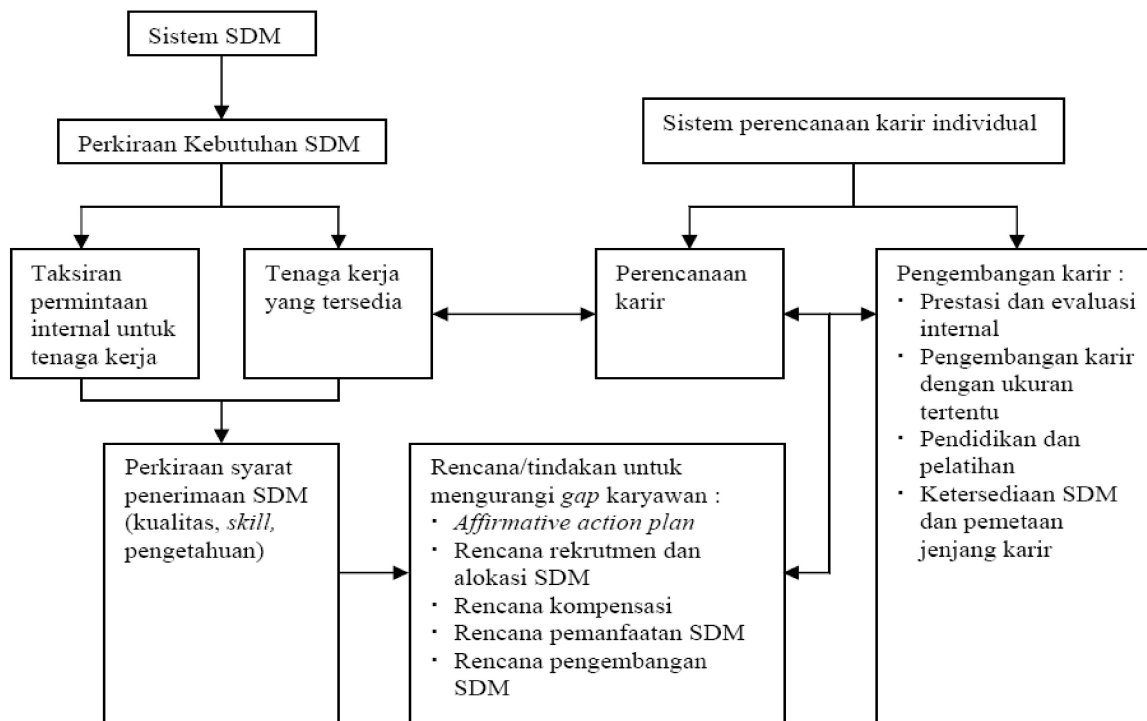 Sistem SDM
Perkiraan Kebutuhan SDM
Sistem perencanaan karir individual
Taksiran
permintaan
internal untuk
tenaga kerja
Tenaga kerja
yang tersedia
Perencanaan
karir
Pengembangan karir :
· Prestasi dan evaluasi
internal
· Pengembangan karir
dengan ukuran
tertentu
· Pendidikan dan
pelatihan
· Ketersediaan SDM
dan pemetaan
jenjang karir
Perkiraan syarat
penerimaan SDM
(kualitas, skill,
pengetahuan)
Rencana/tindakan untuk
mengurangi gap karyawan :
· Affirmative action plan
· Rencana rekrutmen dan
alokasi SDM
· Rencana kompensasi
· Rencana pemanfaatan SDM
· Rencana pengembangan
SDM